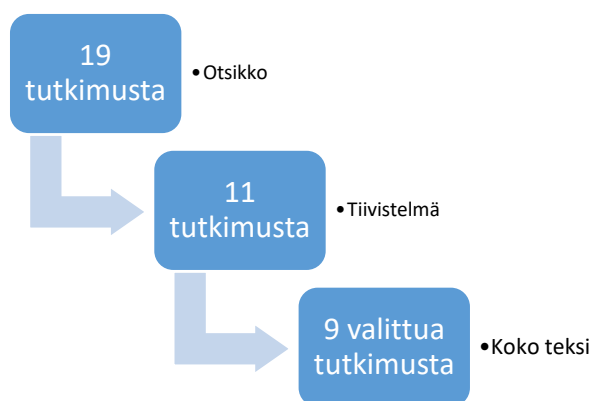 19
tutkimusta
•Otsikko
11
tutkimusta
•Tiivistelmä
9 valittua
tutkimusta
•Koko teksi